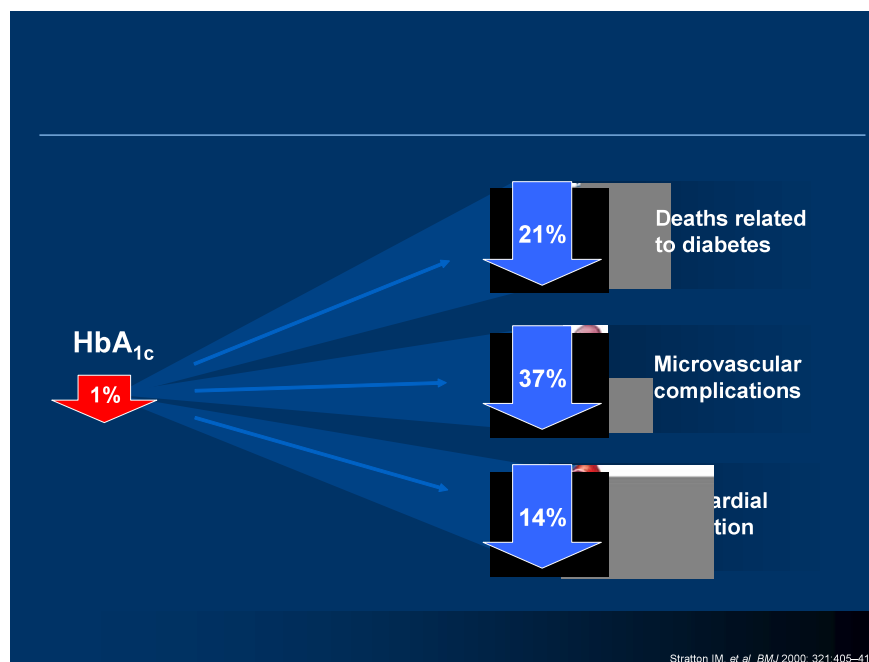 21%
Deaths related
to diabetes
HbA1c
1%
37%
Microvascular
complications
14%
Stratton IM, et al. BMJ 2000; 321:405–41